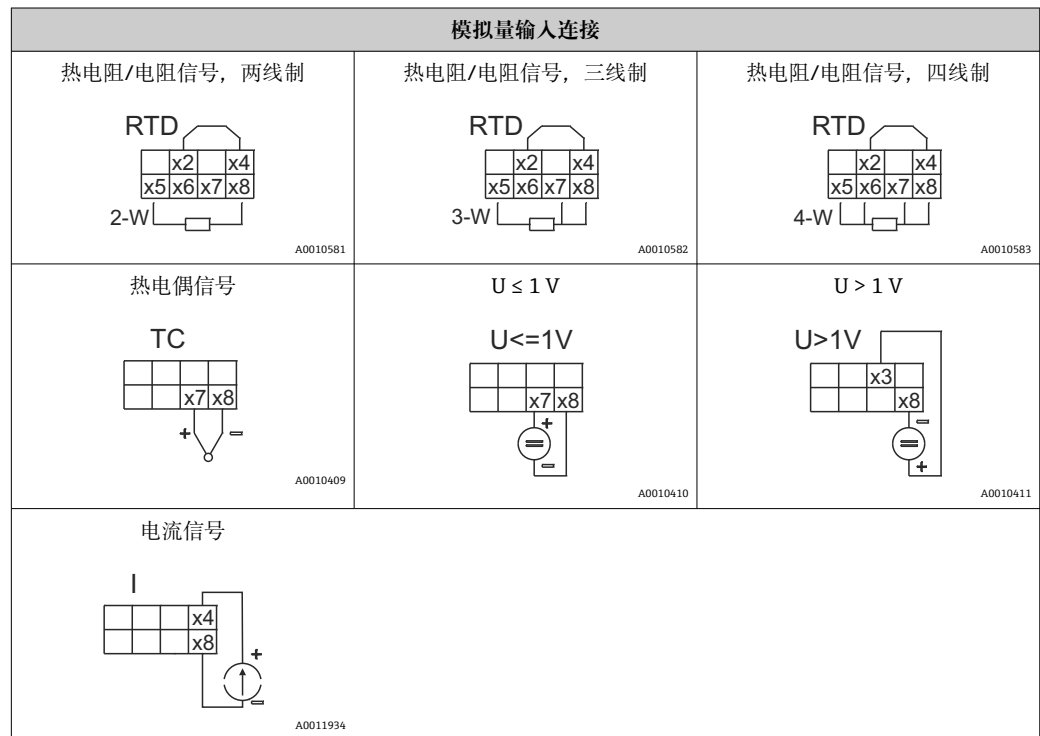 模拟量输入连接
热电阻/电阻信号，两线制
RTD
x2 x4
x5 x6 x7 x8
2-W
A0010581
热电阻/电阻信号，三线制
RTD
x2 x4
x5 x6 x7 x8
3-W
A0010582
热电阻/电阻信号，四线制
RTD
x2 x4
x5 x6 x7 x8
4-W
A0010583
热电偶信号
TC
x7 x8
+ −
A0010409
U ≤ 1 V
U<=1V
x7 x8
+
=
−
A0010410
U > 1 V
U>1V
x3
x8
−
=
+
A0010411
电流信号
I
x4
x8
+
−
A0011934